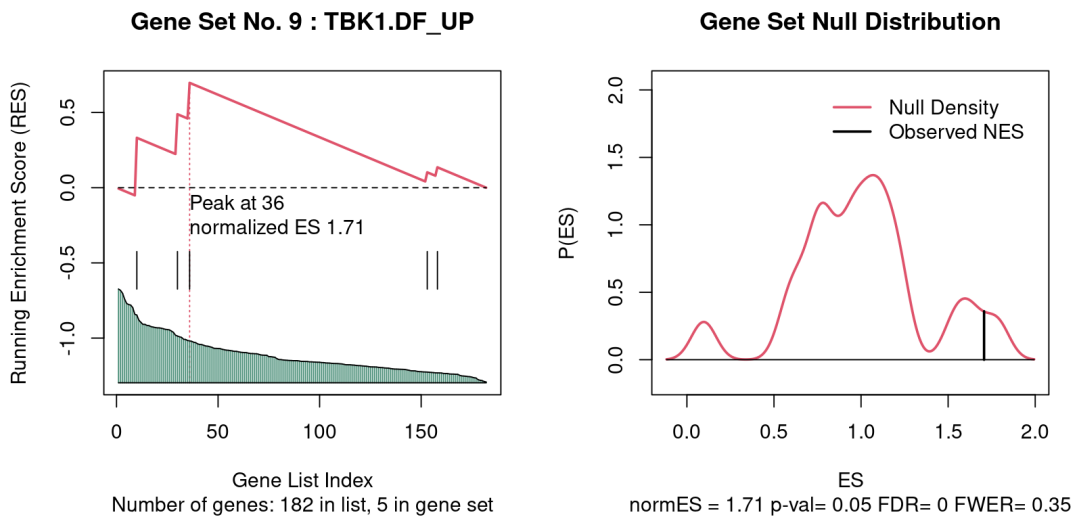 Gene Set No. 9 : TBK1.DF_UP
Running Enrichment Score (RES)
0.5
0.0
-0.5
-1.0
Peak at 36
normalized ES 1.71
0 50 100 150
Gene List Index
Number of genes: 182 in list, 5 in gene set
Gene Set Null Distribution
P(ES)
2.0
1.5
1.0
0.5
0.0
Null Density
Observed NES
0.0 0.5 1.0 1.5 2.0
ES
normES = 1.71 p-val= 0.05 FDR= 0 FWER= 0.35